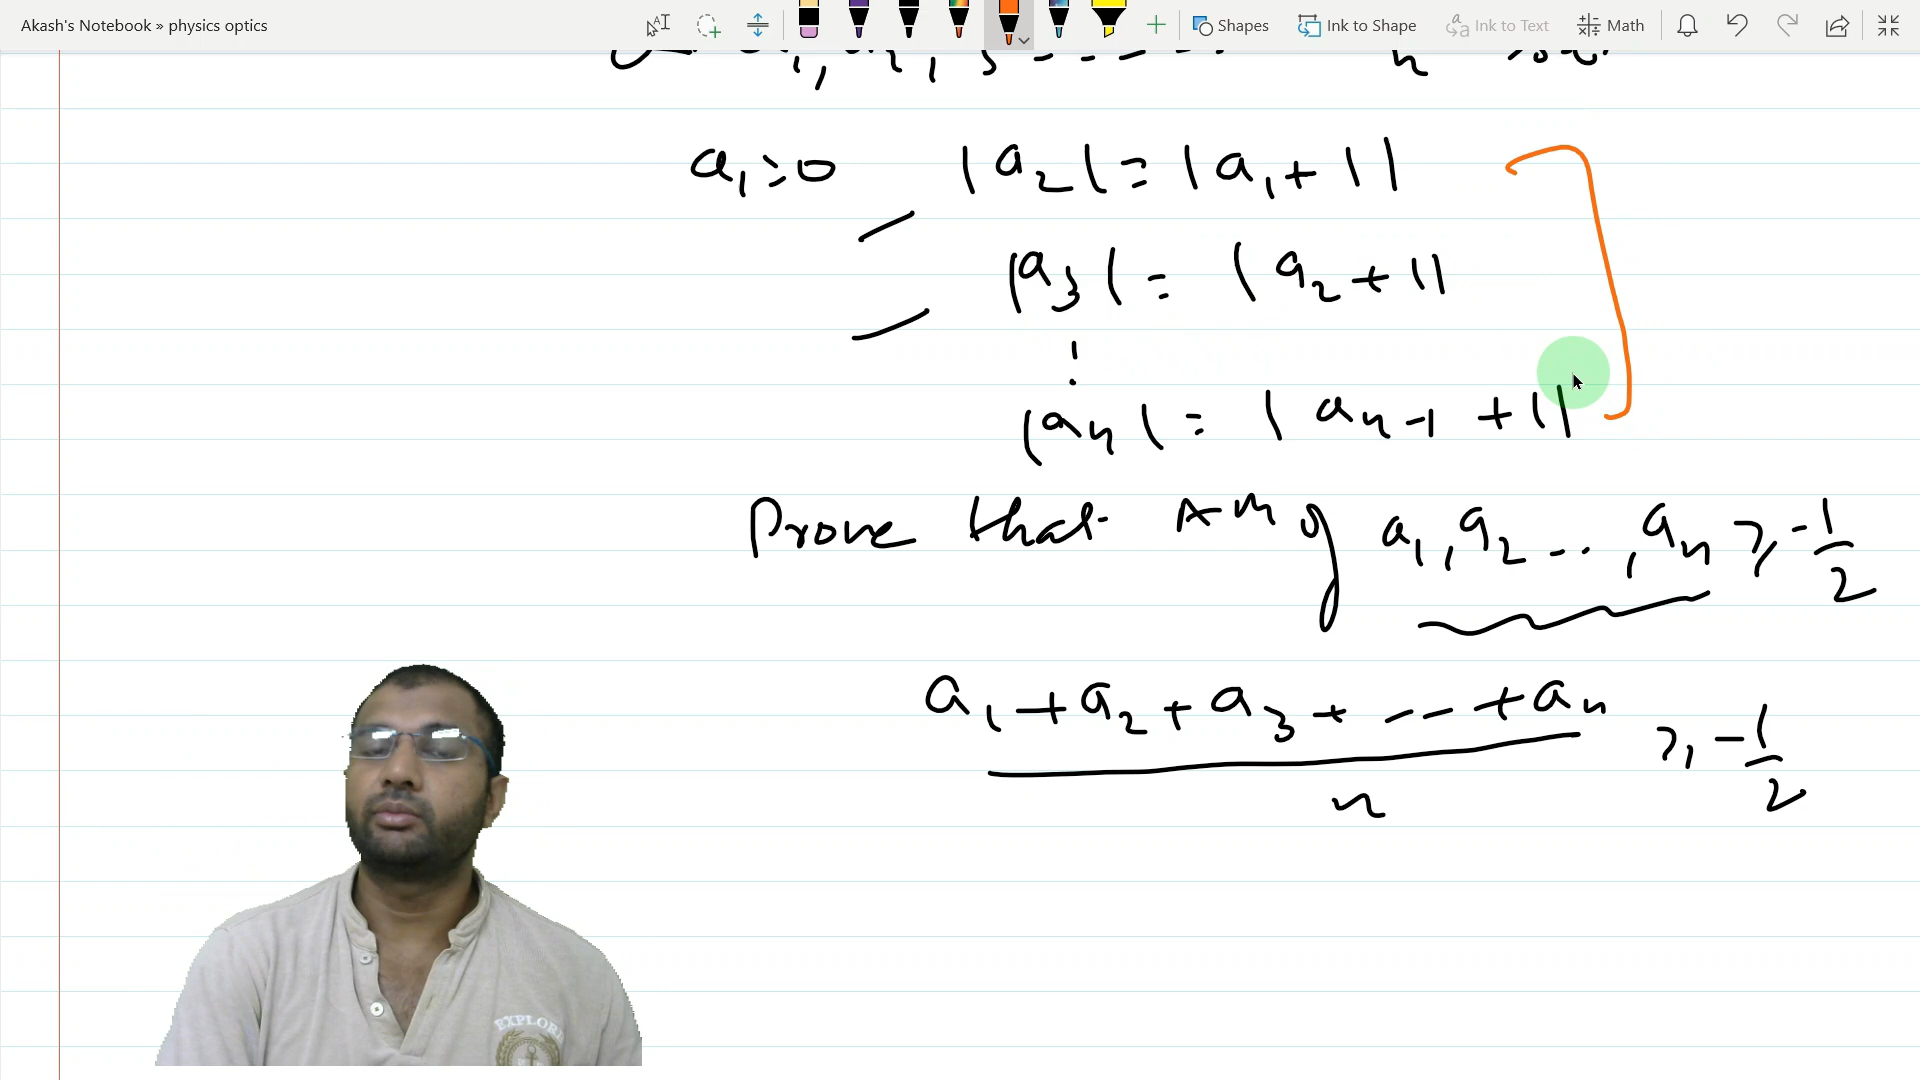 Akash's Notebook » physics optics
Shapes Ink to Shape Ink to Text Math
a₁ = 0 |a₂| = |a₁ + 1|
|a₃| = |a₂ + 1|
⋮
|aₙ| = |aₙ₋₁ + 1|
Prove that AM of a₁, a₂ ..., aₙ ≥ -1/2
(a₁ + a₂ + a₃ + --- + aₙ)/n ≥ -1/2
EXPLOR